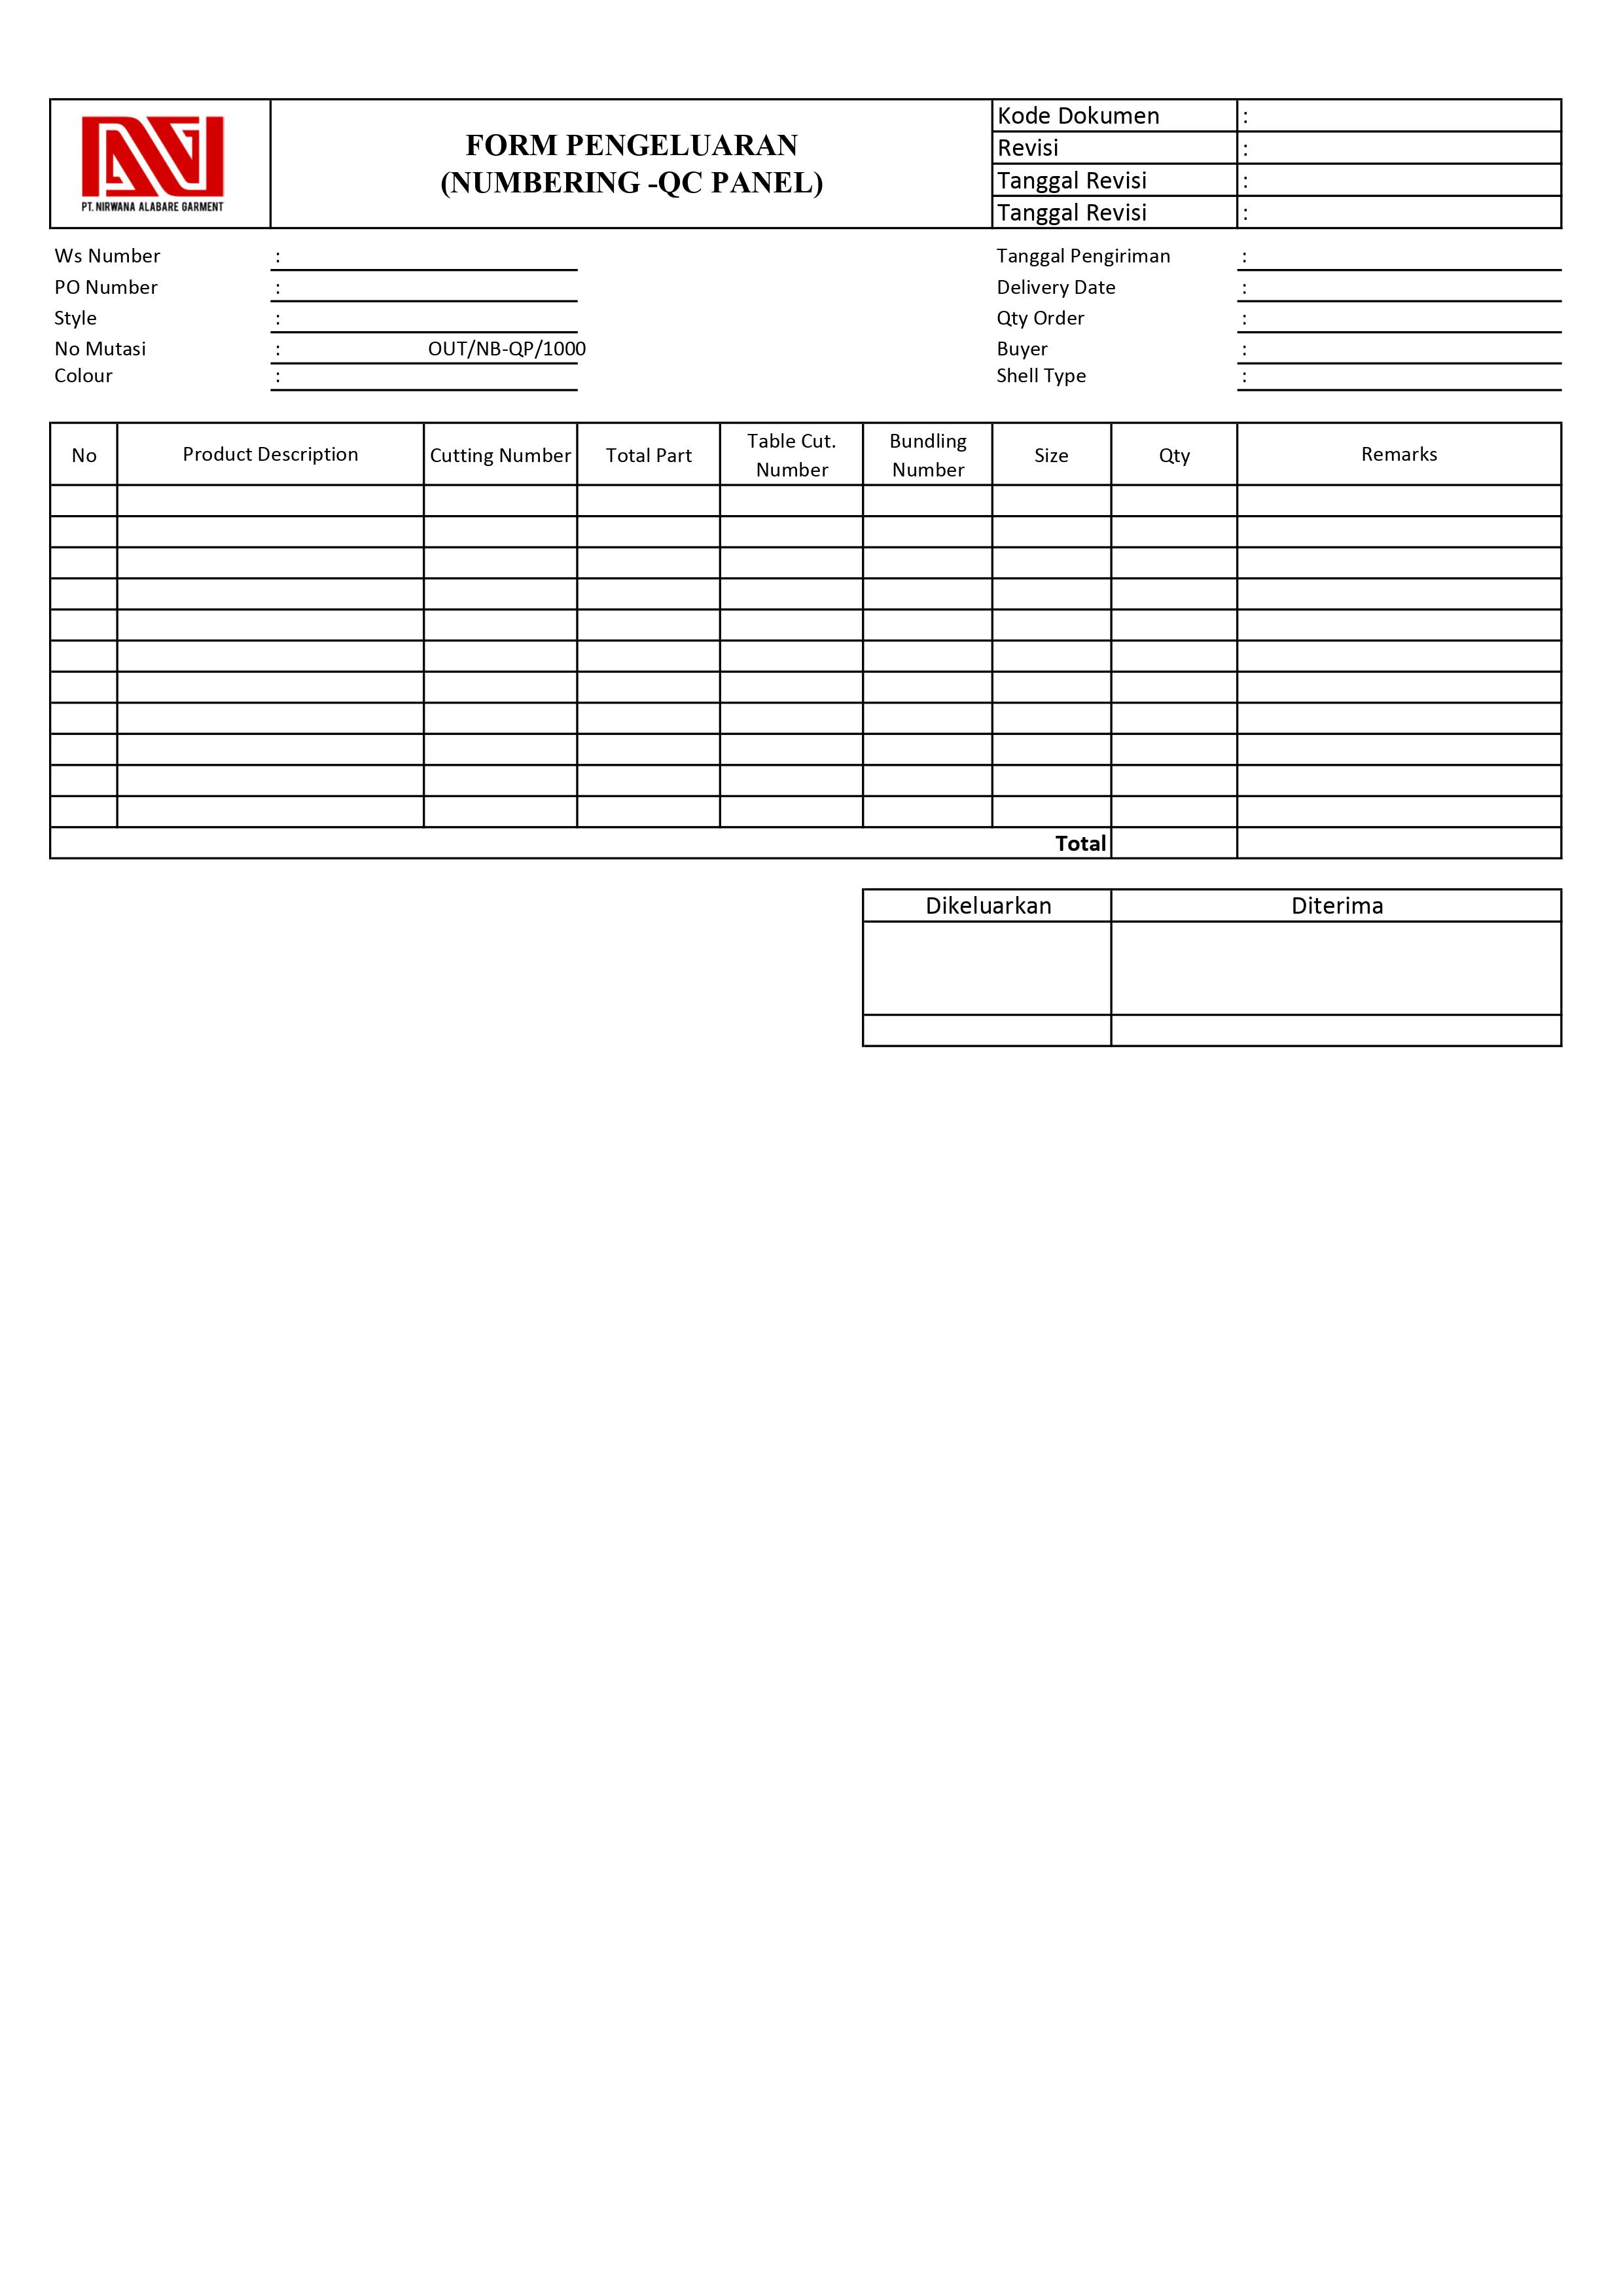 PT. NIRWANA ALABARE GARMENT
FORM PENGELUARAN
(NUMBERING -QC PANEL)
Kode Dokumen :
Revisi :
Tanggal Revisi :
Tanggal Revisi :
Ws Number : Tanggal Pengiriman :
PO Number : Delivery Date :
Style : Qty Order :
No Mutasi : OUT/NB-QP/1000 Buyer :
Colour : Shell Type :
No Product Description Cutting Number Total Part Table Cut. Number Bundling Number Size Qty Remarks
Total
Dikeluarkan Diterima